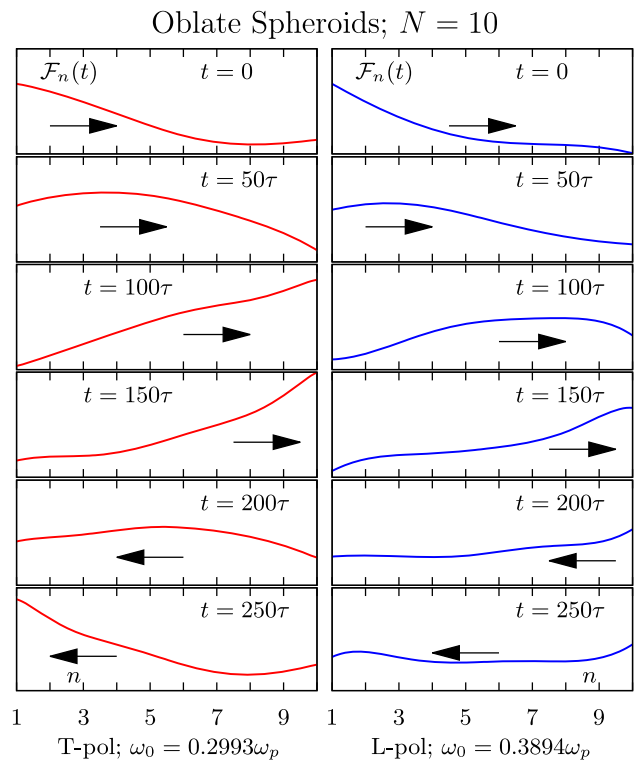 Oblate Spheroids; N = 10
ℱₙ(t) t = 0 ℱₙ(t) t = 0
t = 50τ t = 50τ
t = 100τ t = 100τ
t = 150τ t = 150τ
t = 200τ t = 200τ
t = 250τ t = 250τ
n n
1 3 5 7 9 1 3 5 7 9
T-pol; ω₀ = 0.2993ωₚ L-pol; ω₀ = 0.3894ωₚ